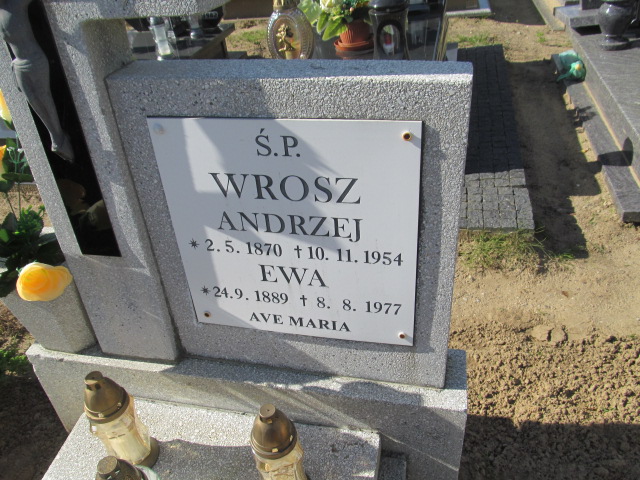 Ś.P.
WROSZ
ANDRZEJ
* 2. 5. 1870 † 10. 11. 1954
EWA
* 24. 9. 1889 † 8. 8. 1977
AVE MARIA